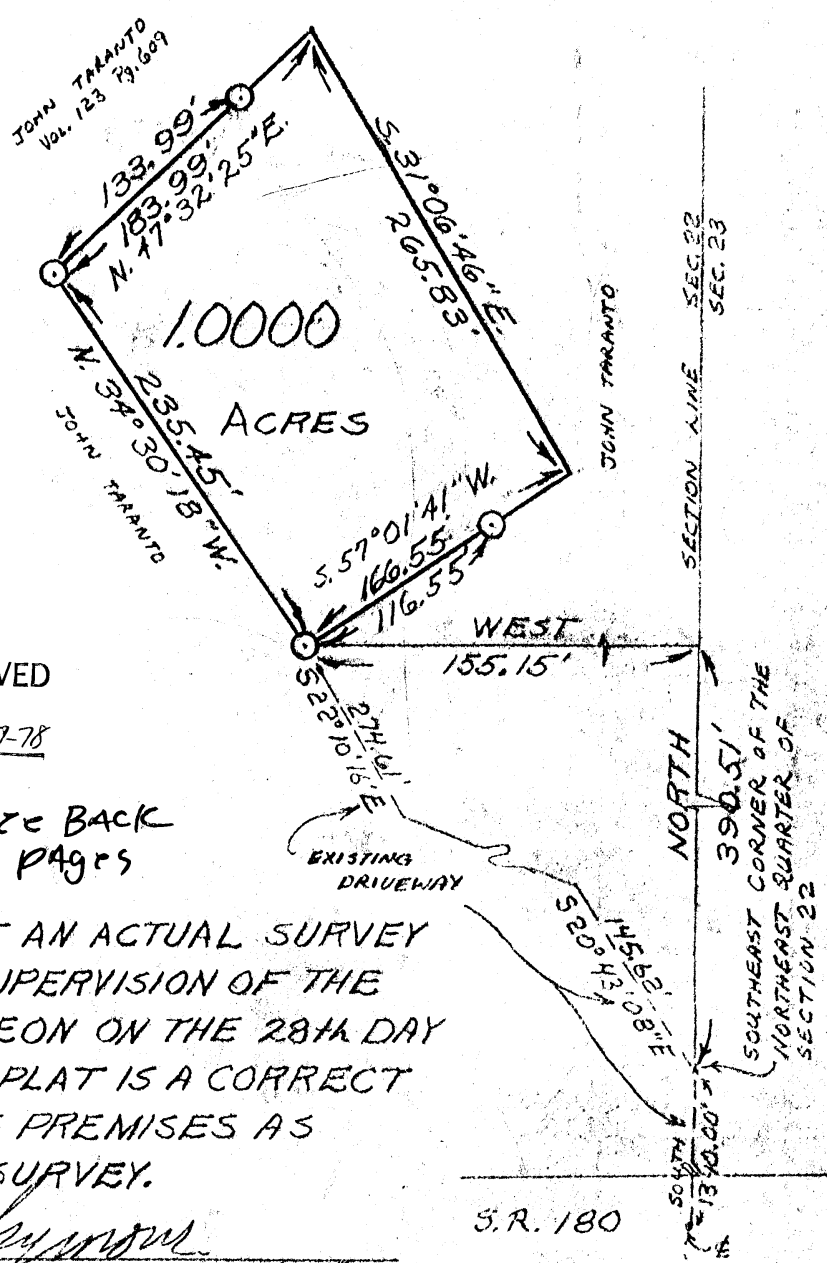 JOHN TARANTO
VOL. 123 Pg. 609
133.99'
183.99'
N. 47° 32' 25" E.
S. 31° 06' 46" E.
265.83'
1.0000
ACRES
N. 34° 30' 18" W.
235.45'
JOHN TARANTO
JOHN TARANTO
SECTION LINE
SEC. 22
SEC. 23
S. 57° 01' 41" W.
166.55'
116.55'
WEST
155.15'
S 22° 10' 16" E
274.61'
NORTH
390.51'
SOUTHEAST CORNER OF THE
NORTHEAST QUARTER OF
SECTION 22
VED
-78
BACK
PAGES
EXISTING
DRIVEWAY
145.62'
S 20° 43' 08" E
T AN ACTUAL SURVEY
UPERVISION OF THE
EON ON THE 28th DAY
PLAT IS A CORRECT
PREMISES AS
SURVEY.
SOUTH
1340.00'
S.R. 180